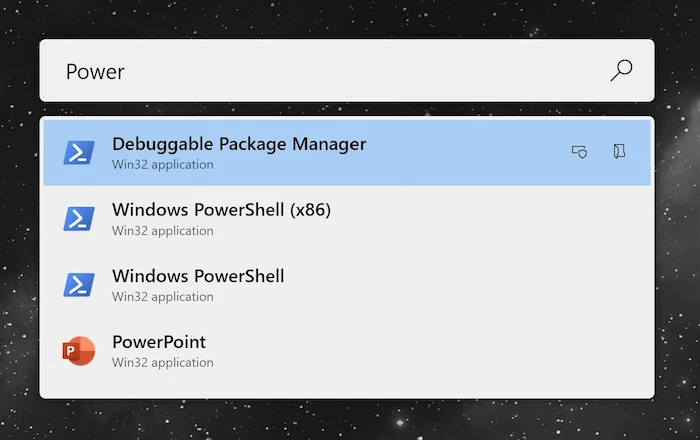 Power
Debuggable Package Manager
Win32 application
Windows PowerShell (x86)
Win32 application
Windows PowerShell
Win32 application
PowerPoint
Win32 application